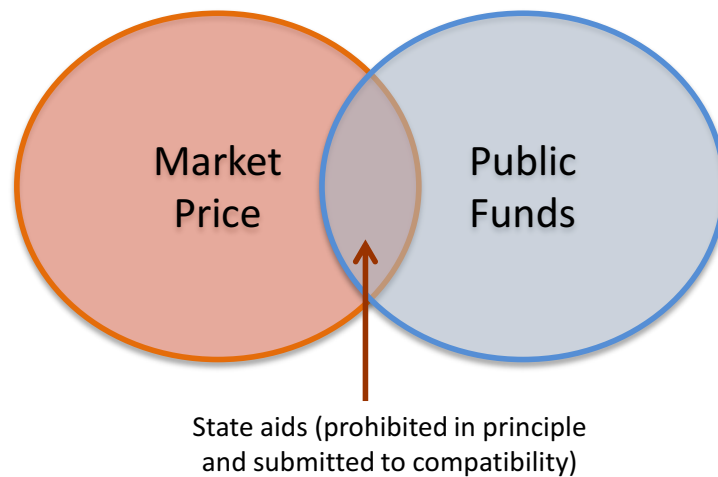 Market
Price
Public
Funds
State aids (prohibited in principle
and submitted to compatibility)